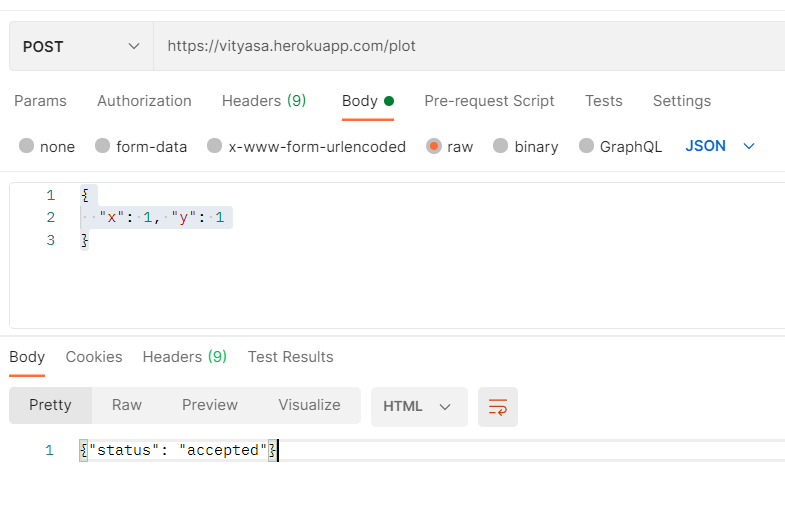 POST https://vityasa.herokuapp.com/plot
Params Authorization Headers (9) Body Pre-request Script Tests Settings
none form-data x-www-form-urlencoded raw binary GraphQL JSON
1 {
2 "x": 1, "y": 1
3 }
Body Cookies Headers (9) Test Results
Pretty Raw Preview Visualize HTML
1 {"status": "accepted"}